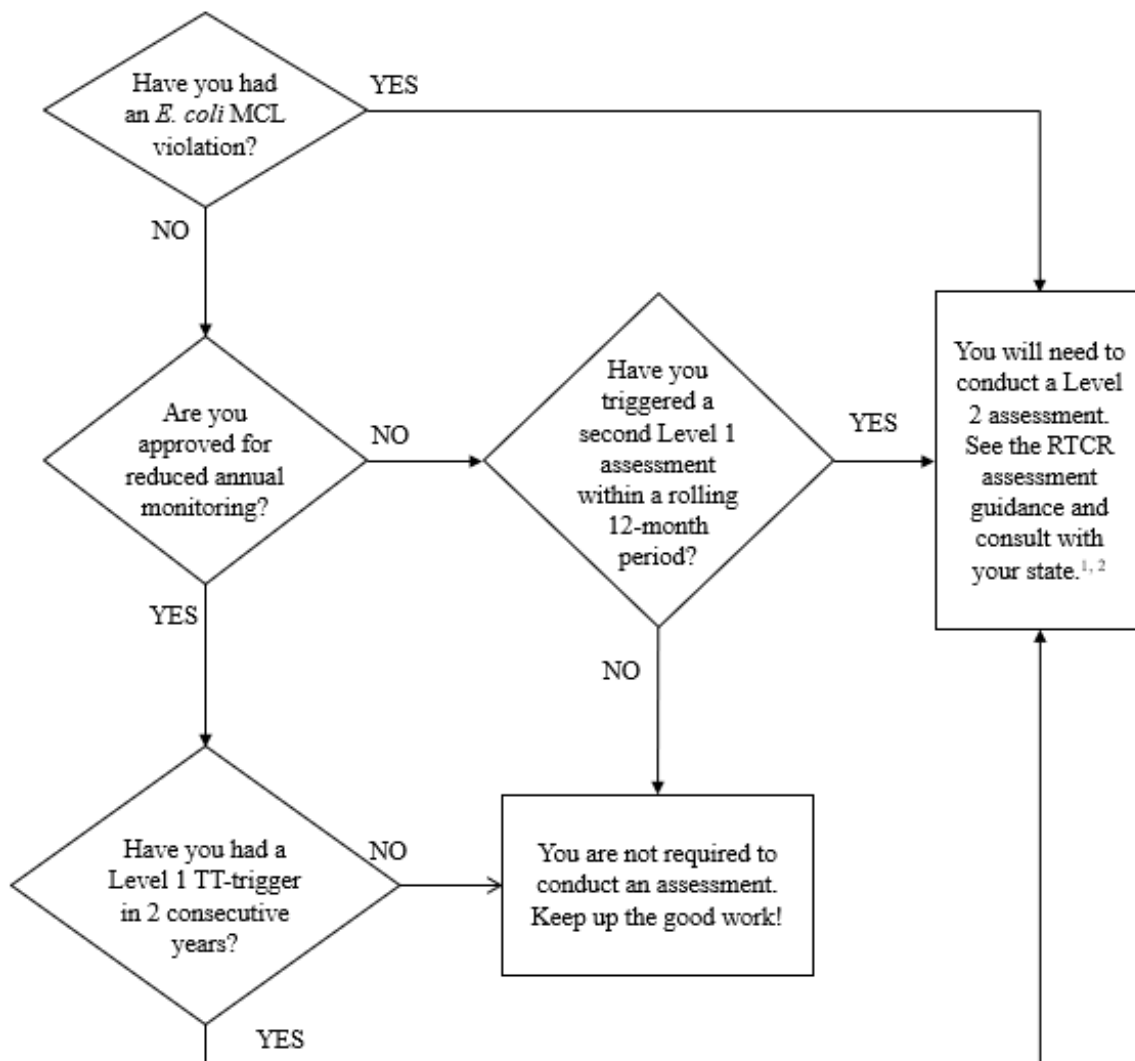 Have you had
an E. coli MCL
violation?
YES
NO
Are you
approved for
reduced annual
monitoring?
NO
Have you
triggered a
second Level 1
assessment
within a rolling
12-month
period?
YES
You will need to
conduct a Level
2 assessment.
See the RTCR
assessment
guidance and
consult with
your state.1, 2
YES
NO
Have you had a
Level 1 TT-trigger
in 2 consecutive
years?
NO
You are not required to
conduct an assessment.
Keep up the good work!
YES